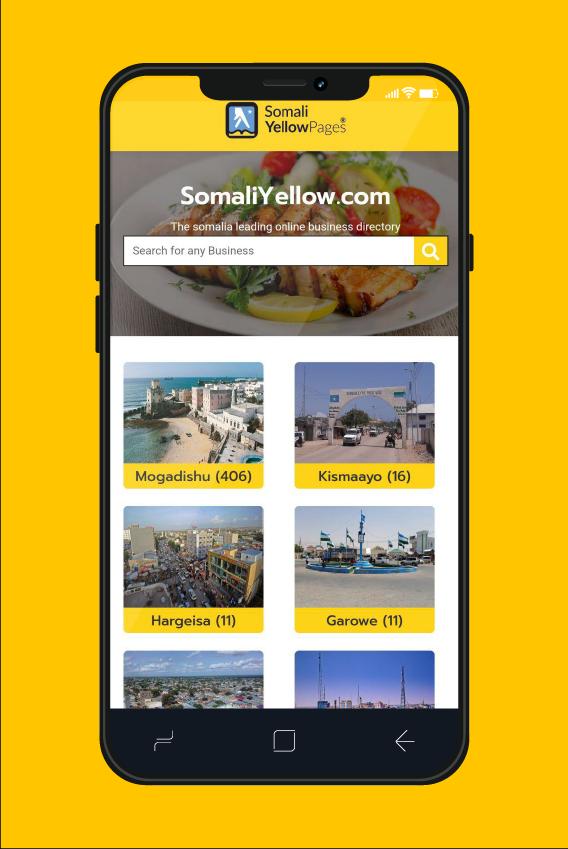 Somali
YellowPages®
SomaliYellow.com
The somalia leading online business directory
Search for any Business
Mogadishu (406)
Kismaayo (16)
Hargeisa (11)
Garowe (11)